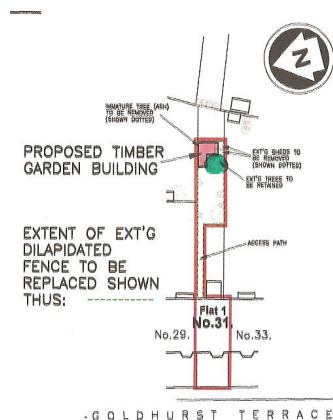 N
IMMATURE TREE (ASH)
TO BE REMOVED
(SHOWN DOTTED)
PROPOSED TIMBER
GARDEN BUILDING
EXT'G SHEDS TO
BE REMOVED
(SHOWN DOTTED)
EXT'G TREES TO
BE RETAINED
EXTENT OF EXT'G
DILAPIDATED
FENCE TO BE
REPLACED SHOWN
THUS:
ACCESS PATH
Flat 1
No.31.
No.29.
No.33.
GOLDHURST TERRACE